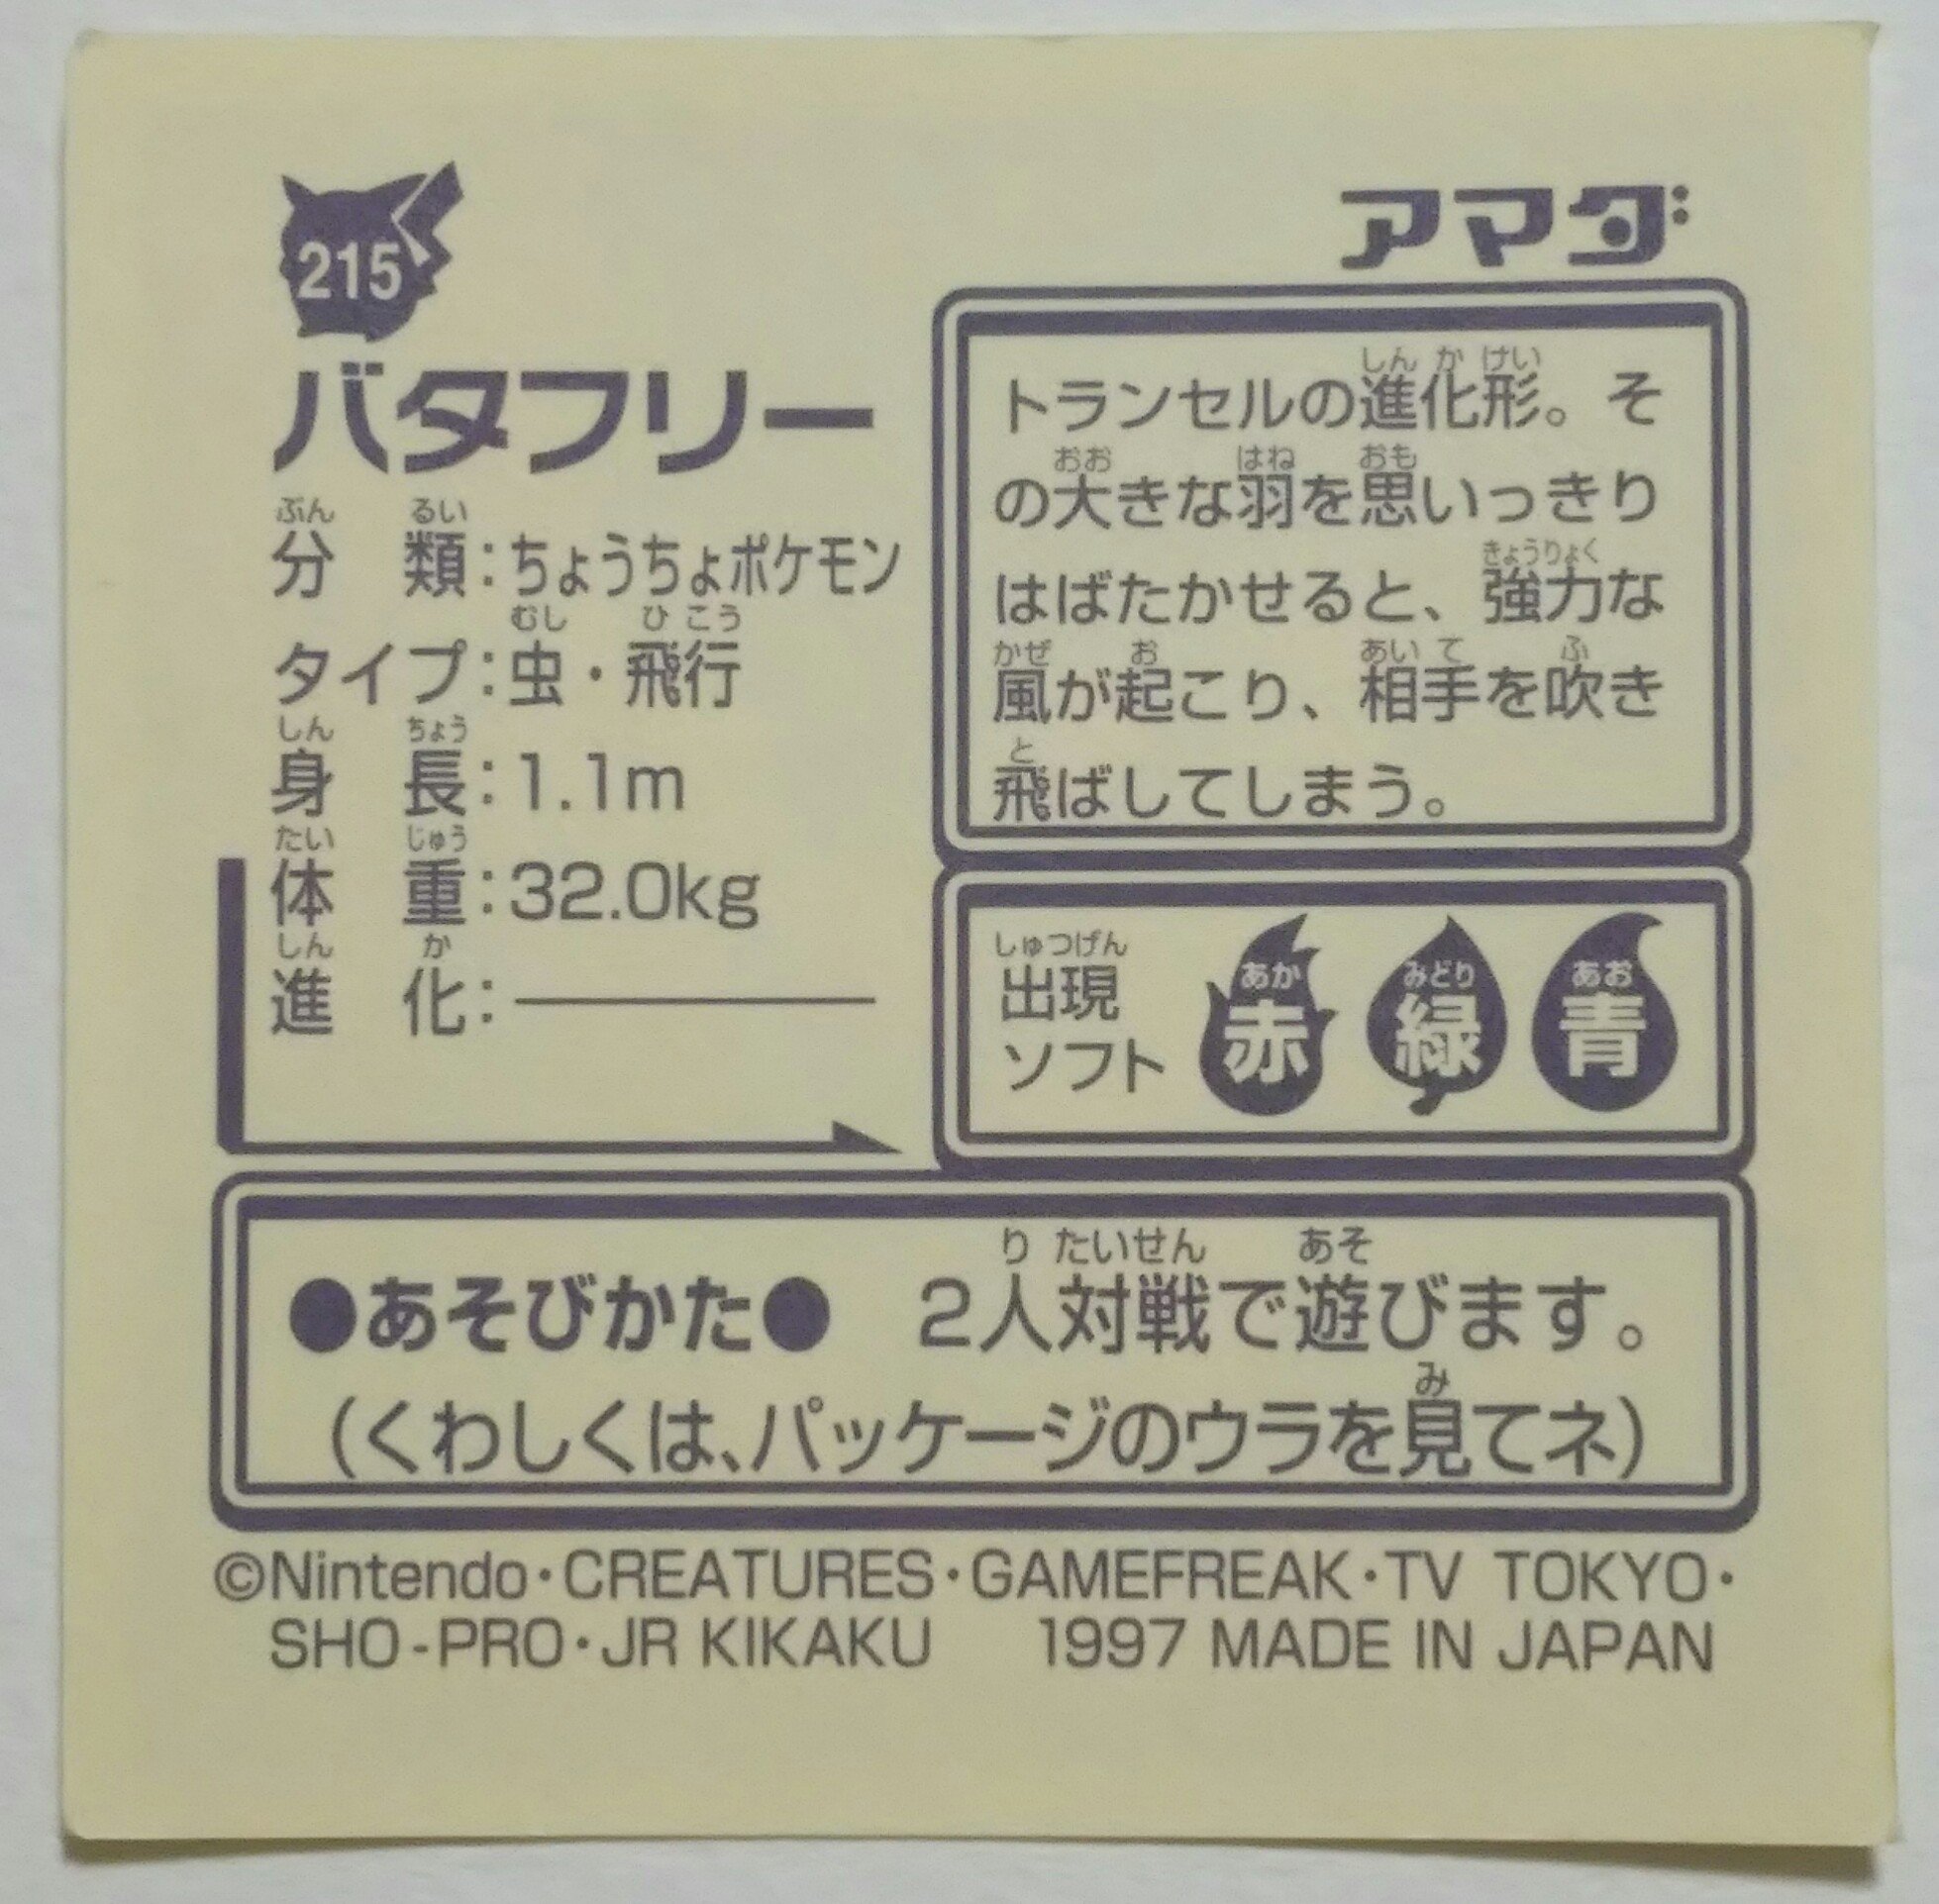 215
アマダ
バタフリー
ぶん るい
分 類:ちょうちょポケモン
むし ひ こう
タイプ:虫・飛行
しん ちょう
身 長:1.1m
たい じゅう
体 重:32.0kg
しん か
進 化:―
しん か けい
トランセルの進化形。そ
おお はね おも
の大きな羽を思いっきり
きょうりょく
はばたかせると、強力な
かぜ お あい て ふ
風が起こり、相手を吹き
と
飛ばしてしまう。
しゅつげん
出現
ソフト
あか みどり あお
赤 緑 青
り たいせん あそ
●あそびかた● 2人対戦で遊びます。
み
(くわしくは、パッケージのウラを見てネ)
©Nintendo・CREATURES・GAMEFREAK・TV TOKYO・
SHO-PRO・JR KIKAKU 1997 MADE IN JAPAN